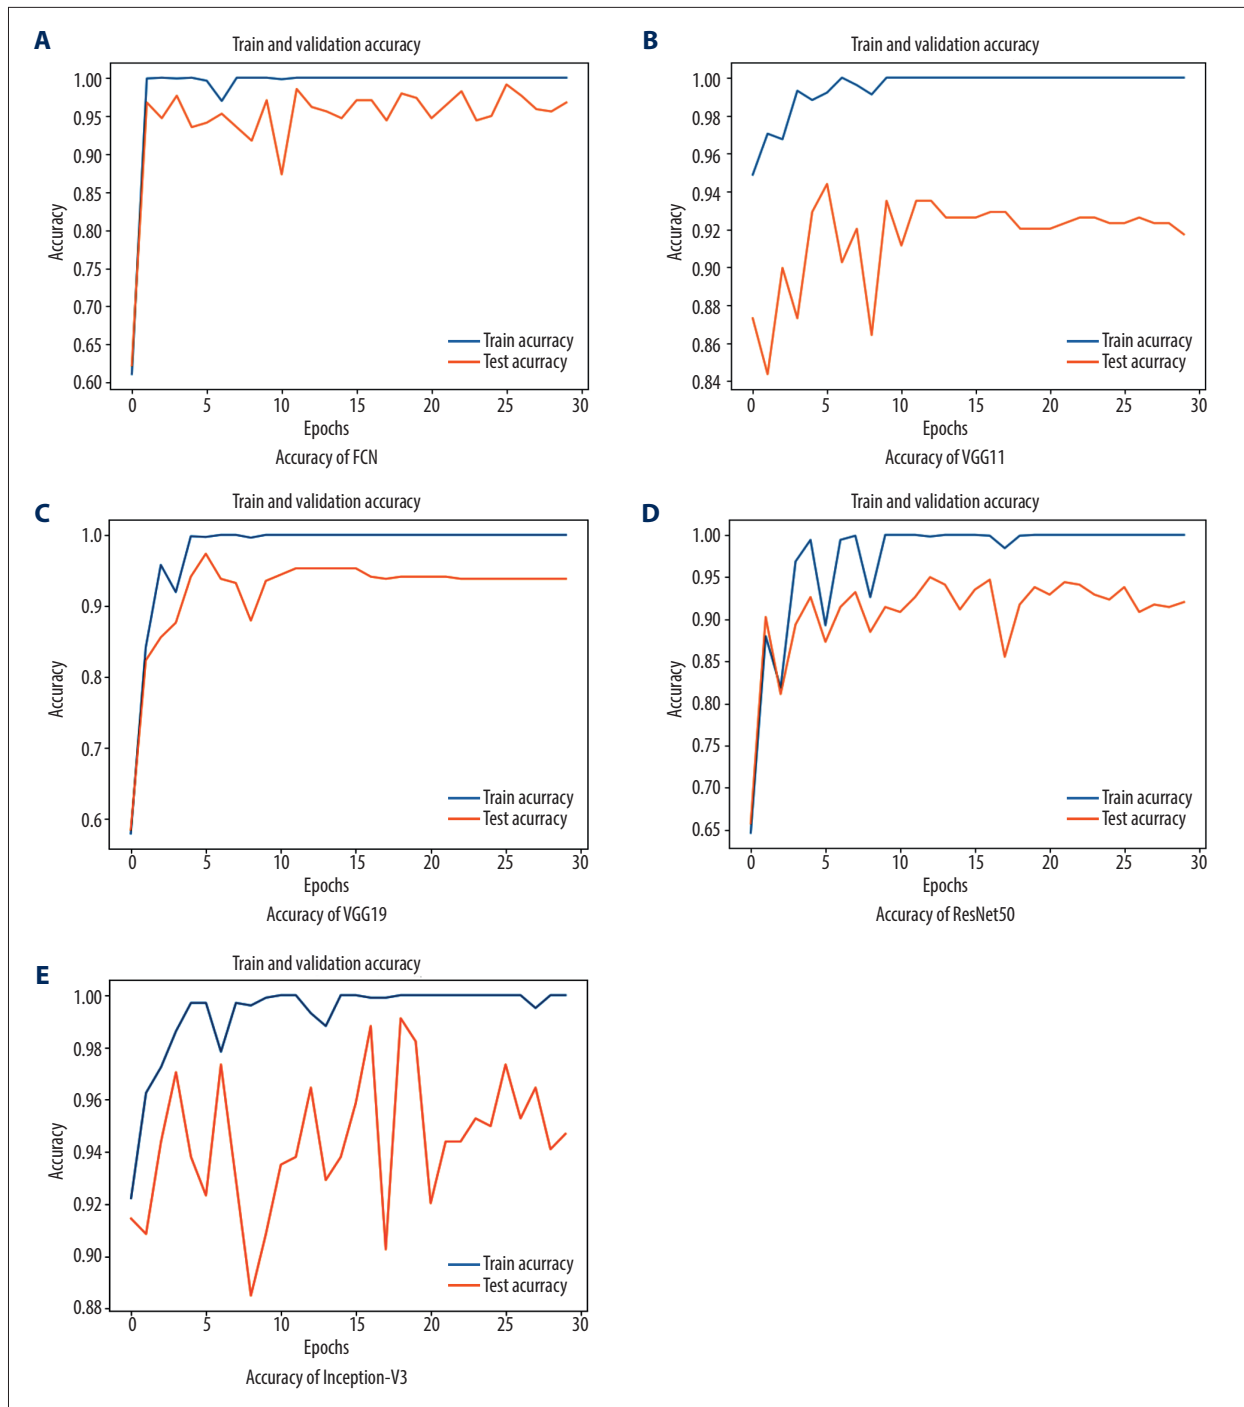 A
Train and validation accuracy
1.00
0.95
0.90
0.85
0.80
0.75
0.70
0.65
0.60
Accuracy
Train acurracy
Test acurracy
0 5 10 15 20 25 30
Epochs
Accuracy of FCN
B
Train and validation accuracy
1.00
0.98
0.96
0.94
0.92
0.90
0.88
0.86
0.84
Accuracy
Train acurracy
Test acurracy
0 5 10 15 20 25 30
Epochs
Accuracy of VGG11
C
Train and validation accuracy
1.0
0.9
0.8
0.7
0.6
Accuracy
Train acurracy
Test acurracy
0 5 10 15 20 25 30
Epochs
Accuracy of VGG19
D
Train and validation accuracy
1.00
0.95
0.90
0.85
0.80
0.75
0.70
0.65
Accuracy
Train acurracy
Test acurracy
0 5 10 15 20 25 30
Epochs
Accuracy of ResNet50
E
Train and validation accuracy
1.00
0.98
0.96
0.94
0.92
0.90
0.88
Accuracy
Train acurracy
Test acurracy
0 5 10 15 20 25 30
Epochs
Accuracy of Inception-V3